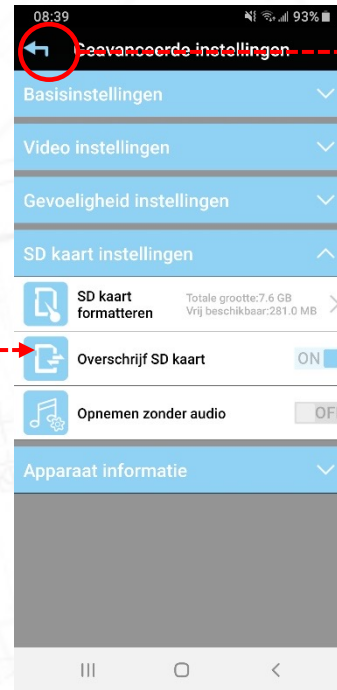 08:39 93%
Geavanceerde instellingen
Basisinstellingen
Video instellingen
Gevoeligheid instellingen
SD kaart instellingen
SD kaart formatteren
Totale grootte:7.6 GB
Vrij beschikbaar:281.0 MB
Overschrijf SD kaart ON
Opnemen zonder audio OF
Apparaat informatie